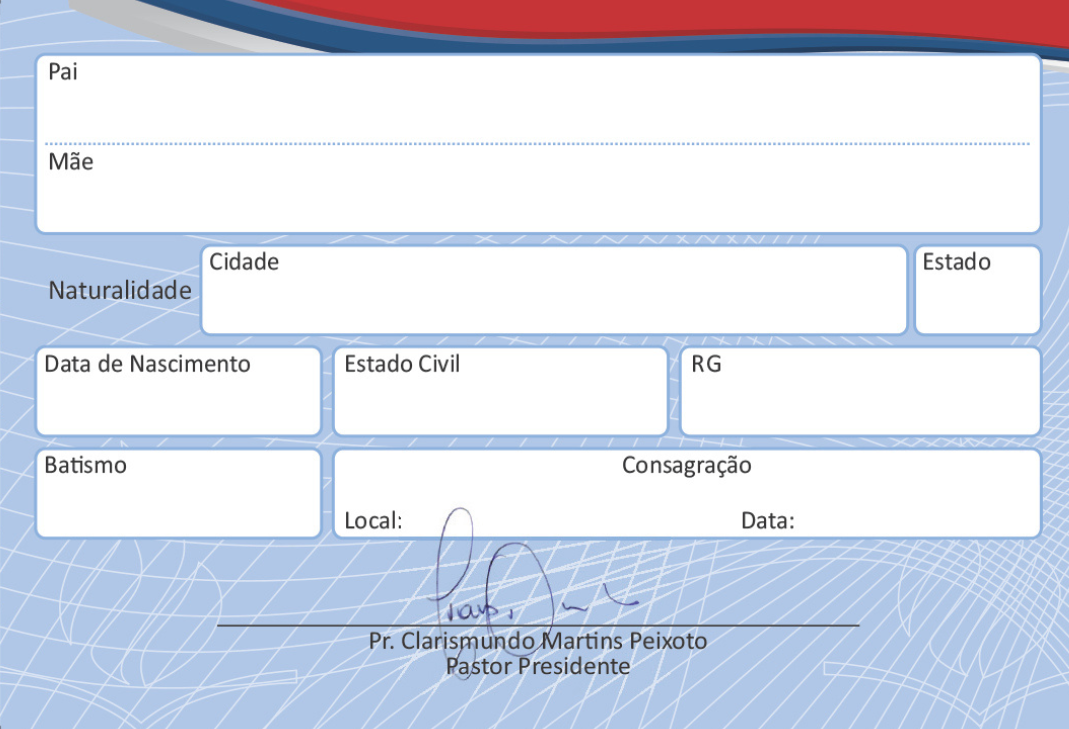 Pai
Mãe
Naturalidade
Cidade
Estado
Data de Nascimento
Estado Civil
RG
Batismo
Consagração
Local:
Data:
Pr. Clarismundo Martins Peixoto
Pastor Presidente